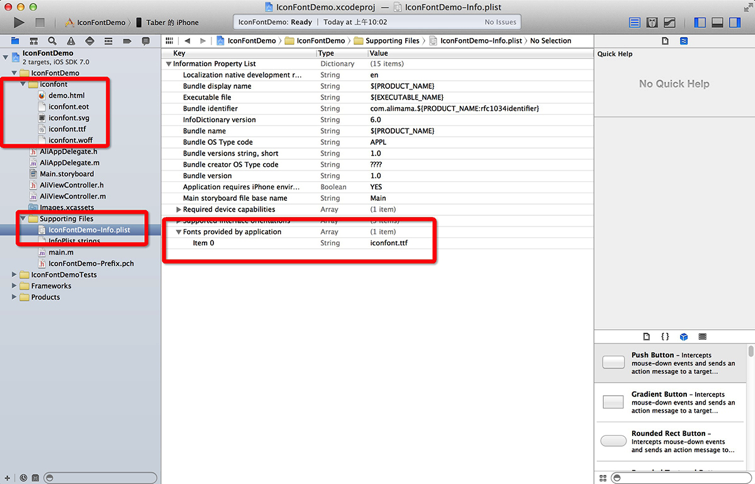 IconFontDemo.xcodeproj — IconFontDemo-Info.plist
IconFontDemo Taber 的 iPhone
IconFontDemo: Ready | Today at 上午10:02
No Issues
IconFontDemo IconFontDemo Supporting Files IconFontDemo-Info.plist No Selection
IconFontDemo
2 targets, iOS SDK 7.0
IconFontDemo
iconfont
demo.html
iconfont.eot
iconfont.svg
iconfont.ttf
iconfont.woff
AliAppDelegate.h
AliAppDelegate.m
Main.storyboard
AliViewController.h
AliViewController.m
Images.xcassets
Supporting Files
IconFontDemo-Info.plist
InfoPlist.strings
main.m
IconFontDemo-Prefix.pch
IconFontDemoTests
Frameworks
Products
Key Type Value
Information Property List Dictionary (15 items)
Localization native development r... String en
Bundle display name String ${PRODUCT_NAME}
Executable file String ${EXECUTABLE_NAME}
Bundle identifier String com.alimama.${PRODUCT_NAME:rfc1034identifier}
InfoDictionary version String 6.0
Bundle name String ${PRODUCT_NAME}
Bundle OS Type code String APPL
Bundle versions string, short String 1.0
Bundle creator OS Type code String ????
Bundle version String 1.0
Application requires iPhone envir... Boolean YES
Main storyboard file base name String Main
Required device capabilities Array (1 item)
Supported interface orientations Array (3 items)
Fonts provided by application Array (1 item)
Item 0 String iconfont.ttf
Quick Help
No Quick Help
Push Button – Intercepts
mouse-down events and sends an
action message to a target...
Gradient Button – Intercepts
mouse-down events and sends an
action message to a target...
Rounded Rect Button –
Intercepts mouse-down events
and sends an action message to...